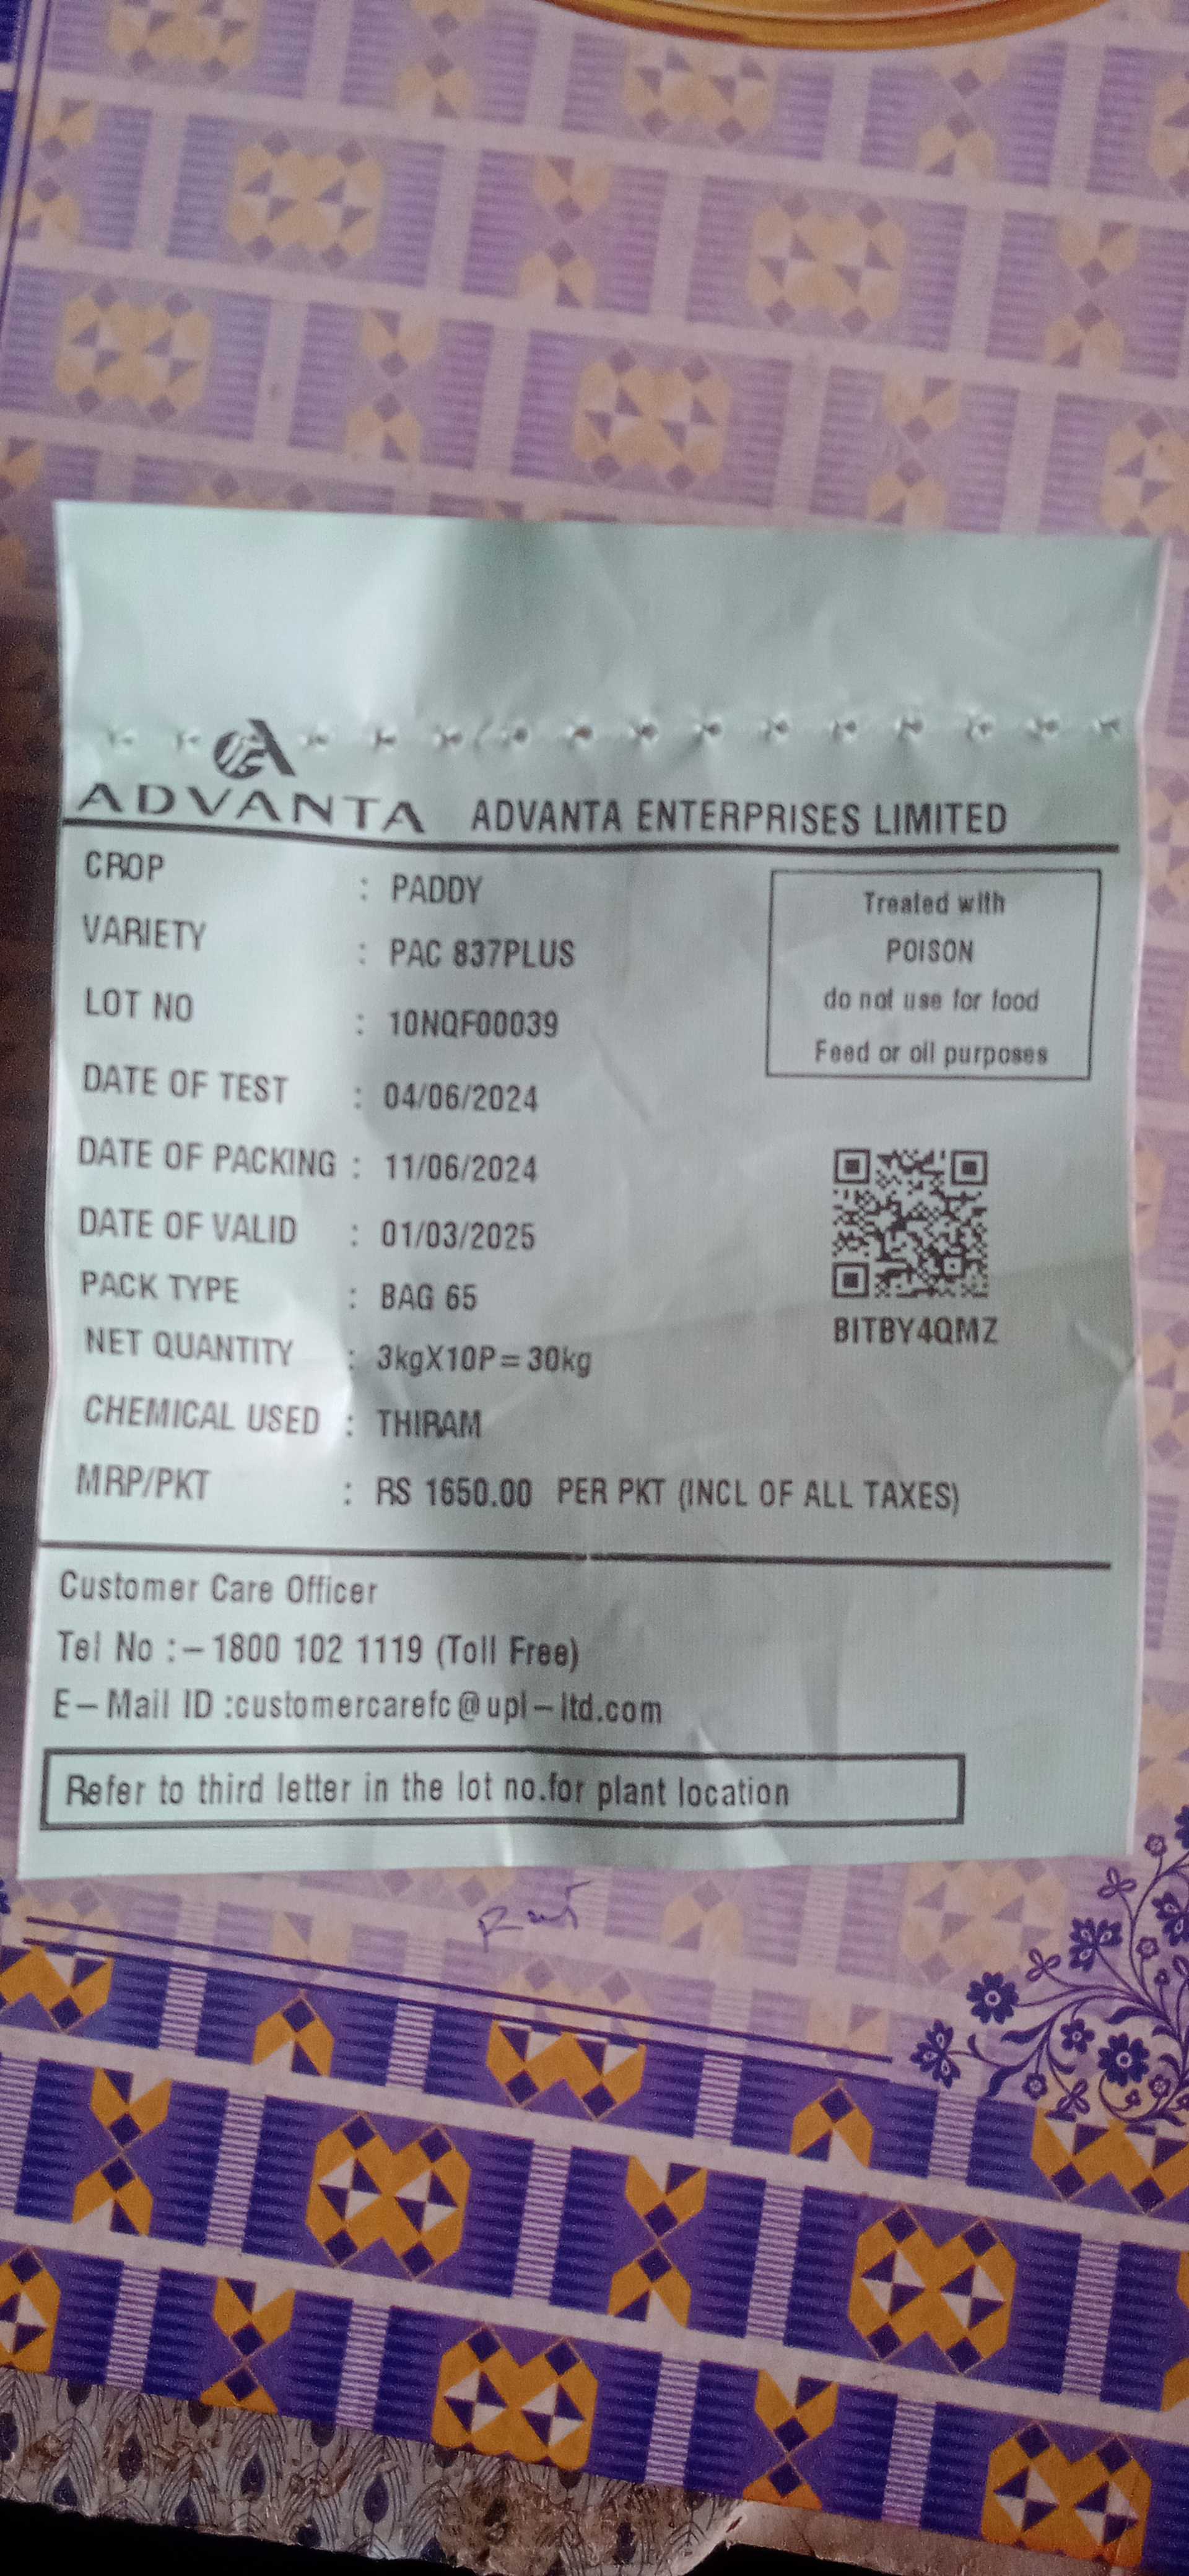 ADVANTA ADVANTA ENTERPRISES LIMITED
CROP : PADDY
VARIETY : PAC 837PLUS
LOT NO : 10NQF00039
DATE OF TEST : 04/06/2024
DATE OF PACKING : 11/06/2024
DATE OF VALID : 01/03/2025
PACK TYPE : BAG 65
NET QUANTITY : 3kgX10P=30kg
CHEMICAL USED : THIRAM
MRP/PKT : RS 1650.00 PER PKT (INCL OF ALL TAXES)
Treated with
POISON
do not use for food
Feed or oil purposes
BITBY4QMZ
Customer Care Officer
Tel No :– 1800 102 1119 (Toll Free)
E–Mail ID :customercarefc@upl–ltd.com
Refer to third letter in the lot no.for plant location